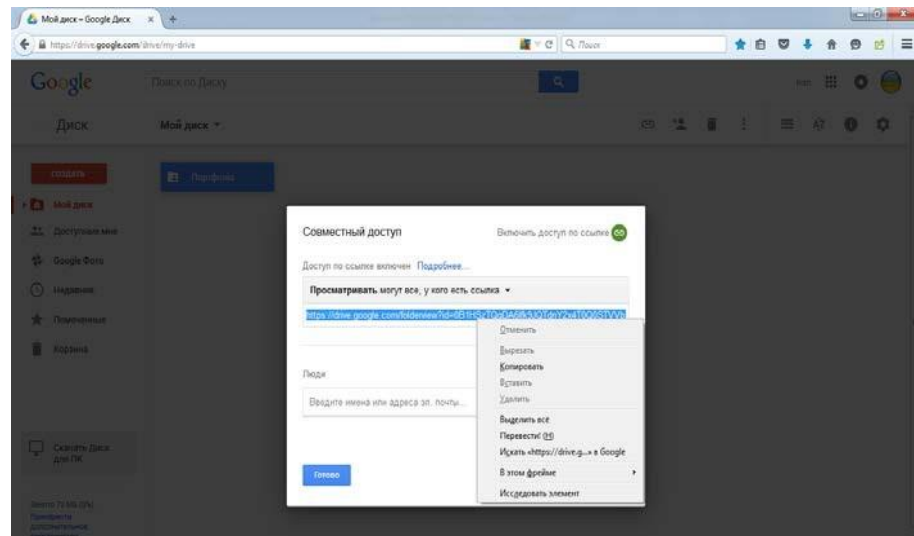 Мой диск – Google Диск
https://drive.google.com/drive/my-drive
Поиск
Google
Поиск по Диску
Диск
Мой диск
СОЗДАТЬ
Портфолио
Мой диск
Доступные мне
Google Фото
Недавние
Помеченные
Корзина
Скачать Диск
для ПК
Совместный доступ
Включить доступ по ссылке
Доступ по ссылке включен Подробнее...
Просматривать могут все, у кого есть ссылка
Люди
Введите имена или адреса эл. почты...
Готово
Отменить
Вырезать
Копировать
Вставить
Удалить
Выделить всё
Перевести! (H)
Искать «https://drive.g...» в Google
В этом фрейме
Исследовать элемент